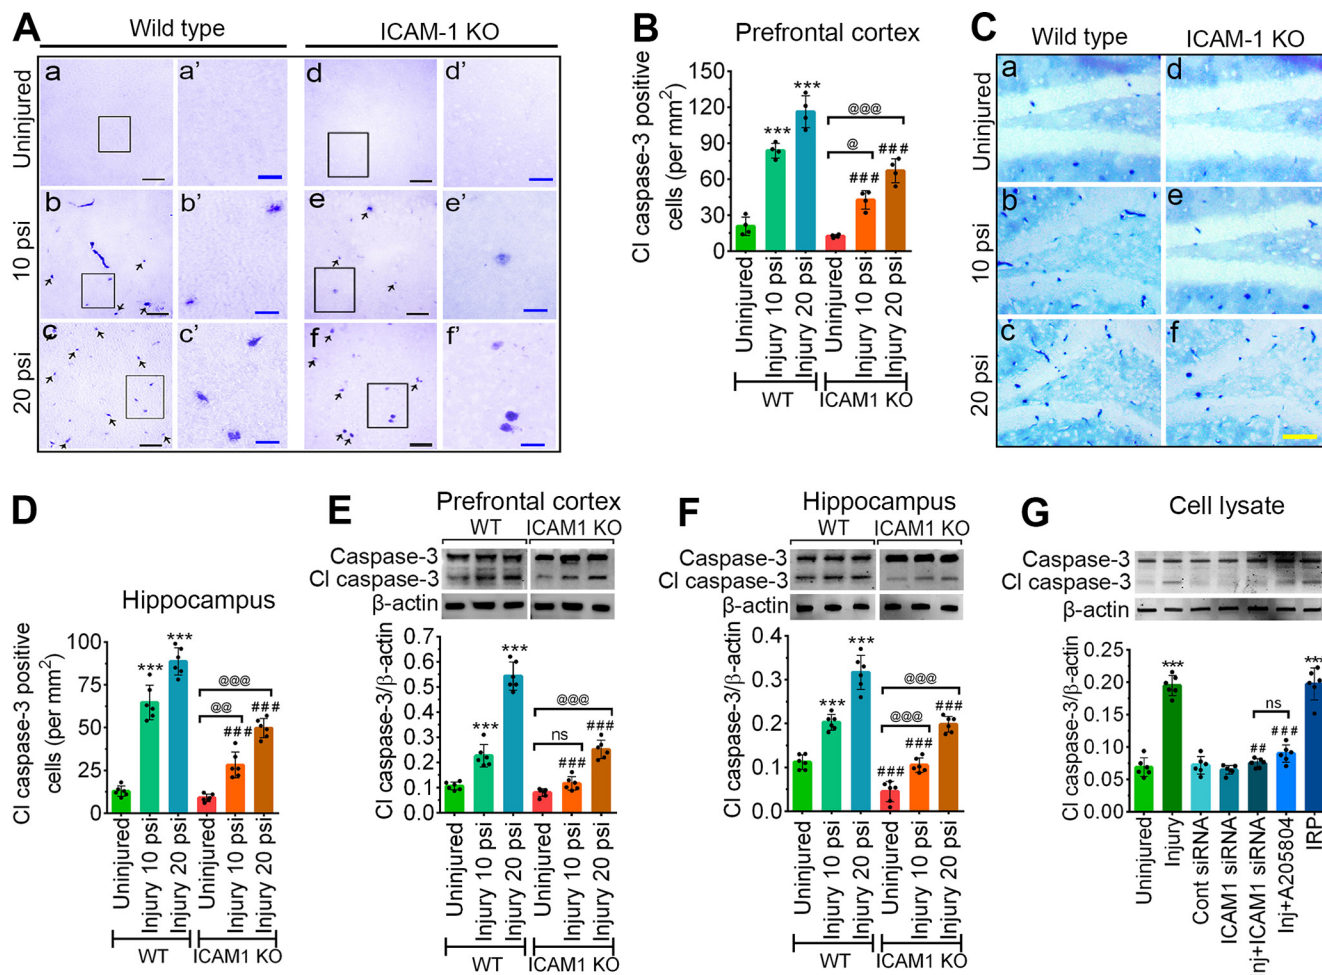 A
Wild type
ICAM-1 KO
Uninjured
10 psi
20 psi
a
a'
d
d'
b
b'
e
e'
c
c'
f
f'
B
Prefrontal cortex
Cl caspase-3 positive
cells (per mm2)
150
120
90
60
30
0
***
***
@@@
@
###
###
Uninjured
Injury 10 psi
Injury 20 psi
Uninjured
Injury 10 psi
Injury 20 psi
WT
ICAM1 KO
C
Wild type
ICAM-1 KO
Uninjured
10 psi
20 psi
a
d
b
e
c
f
D
Hippocampus
Cl caspase-3 positive
cells (per mm2)
100
75
50
25
0
***
***
@@@
@@
###
###
Uninjured
Injury 10 psi
Injury 20 psi
Uninjured
Injury 10 psi
Injury 20 psi
WT
ICAM1 KO
E
Prefrontal cortex
WT
ICAM1 KO
Caspase-3
Cl caspase-3
β-actin
Cl caspase-3/β-actin
0.7
0.6
0.5
0.4
0.3
0.2
0.1
0.0
***
***
@@@
ns
###
###
Uninjured
Injury 10 psi
Injury 20 psi
Uninjured
Injury 10 psi
Injury 20 psi
WT
ICAM1 KO
F
Hippocampus
WT
ICAM1 KO
Caspase-3
Cl caspase-3
β-actin
Cl caspase-3/β-actin
0.4
0.3
0.2
0.1
0.0
***
***
@@@
@@@
###
###
###
Uninjured
Injury 10 psi
Injury 20 psi
Uninjured
Injury 10 psi
Injury 20 psi
WT
ICAM1 KO
G
Cell lysate
Caspase-3
Cl caspase-3
β-actin
Cl caspase-3/β-actin
0.20
0.15
0.10
0.05
0.00
***
***
ns
##
###
Uninjured
Injury
Cont siRNA
ICAM1 siRNA
nj+ICAM1 siRNA
Inj+A205804
IRP